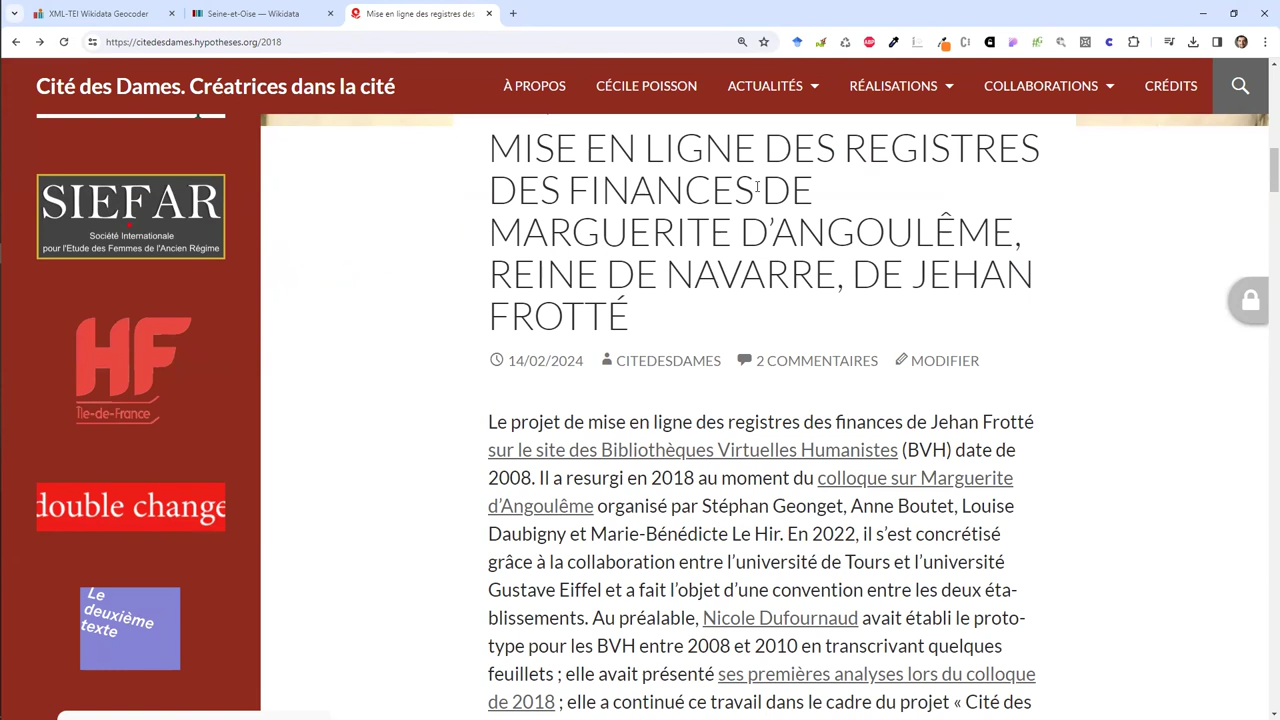 XML-TEI Wikidata Geocoder
Seine-et-Oise — Wikidata
Mise en ligne des registres des
https://citedesdames.hypotheses.org/2018
Cité des Dames. Créatrices dans la cité
À PROPOS
CÉCILE POISSON
ACTUALITÉS
RÉALISATIONS
COLLABORATIONS
CRÉDITS
SIEFAR
Société Internationale
pour l'Etude des Femmes de l'Ancien Régime
HF
Île-de-France
double change
Le
deuxième
texte
MISE EN LIGNE DES REGISTRES
DES FINANCES DE
MARGUERITE D’ANGOULÊME,
REINE DE NAVARRE, DE JEHAN
FROTTÉ
14/02/2024 CITEDESDAMES 2 COMMENTAIRES MODIFIER
Le projet de mise en ligne des registres des finances de Jehan Frotté
sur le site des Bibliothèques Virtuelles Humanistes (BVH) date de
2008. Il a resurgi en 2018 au moment du colloque sur Marguerite
d’Angoulême organisé par Stéphan Geonget, Anne Boutet, Louise
Daubigny et Marie-Bénédicte Le Hir. En 2022, il s’est concrétisé
grâce à la collaboration entre l’université de Tours et l’université
Gustave Eiffel et a fait l’objet d’une convention entre les deux éta-
blissements. Au préalable, Nicole Dufournaud avait établi le proto-
type pour les BVH entre 2008 et 2010 en transcrivant quelques
feuillets ; elle avait présenté ses premières analyses lors du colloque
de 2018 ; elle a continué ce travail dans le cadre du projet « Cité des